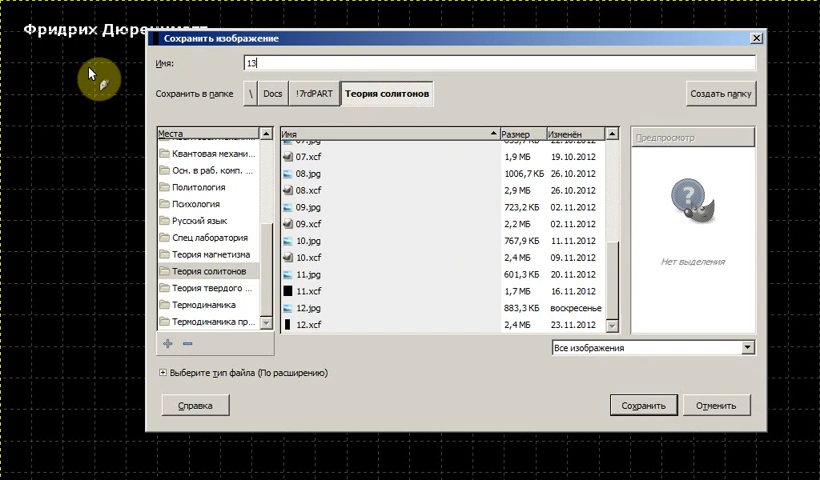 Фридрих Дюренматт
Сохранить изображение
Имя:
13
Сохранить в папке
\
Docs
!7rdPART
Теория солитонов
Создать папку
Места
Квантовая механи...
Осн. в раб. комп. ...
Политология
Психология
Русский язык
Спец лаборатория
Теория магнетизма
Теория солитонов
Теория твердого ...
Термодинамика
Термодинамика пр...
Имя Размер Изменён
07.xcf 1,9 МБ 19.10.2012
08.jpg 1006,7 КБ 26.10.2012
08.xcf 2,9 МБ 26.10.2012
09.jpg 723,2 КБ 02.11.2012
09.xcf 2,2 МБ 02.11.2012
10.jpg 767,9 КБ 11.11.2012
10.xcf 2,4 МБ 09.11.2012
11.jpg 601,3 КБ 20.11.2012
11.xcf 1,7 МБ 16.11.2012
12.jpg 883,3 КБ воскресенье
12.xcf 2,4 МБ 23.11.2012
Предпросмотр
Нет выделения
Все изображения
Выберите тип файла (По расширению)
Справка
Сохранить
Отменить